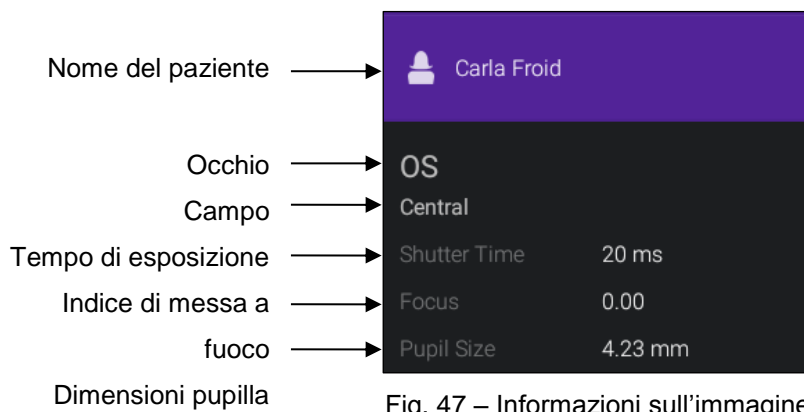 Nome del paziente
Carla Froid
Occhio
OS
Campo
Central
Tempo di esposizione
Shutter Time 20 ms
Indice di messa a
Focus 0.00
fuoco
Pupil Size 4.23 mm
Dimensioni pupilla
Fig. 47 – Informazioni sull'immagine